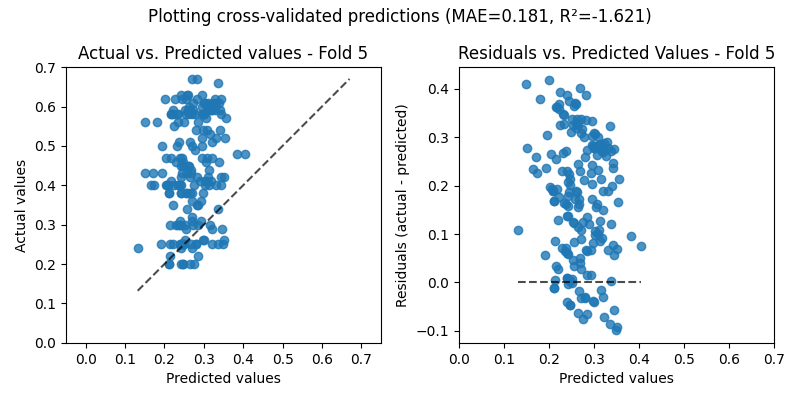 Plotting cross-validated predictions (MAE=0.181, R²=-1.621)
Actual vs. Predicted values - Fold 5
Residuals vs. Predicted Values - Fold 5
Actual values
0.7
0.6
0.5
0.4
0.3
0.2
0.1
0.0
0.0 0.1 0.2 0.3 0.4 0.5 0.6 0.7
Predicted values
Residuals (actual - predicted)
0.4
0.3
0.2
0.1
0.0
−0.1
0.0 0.1 0.2 0.3 0.4 0.5 0.6 0.7
Predicted values